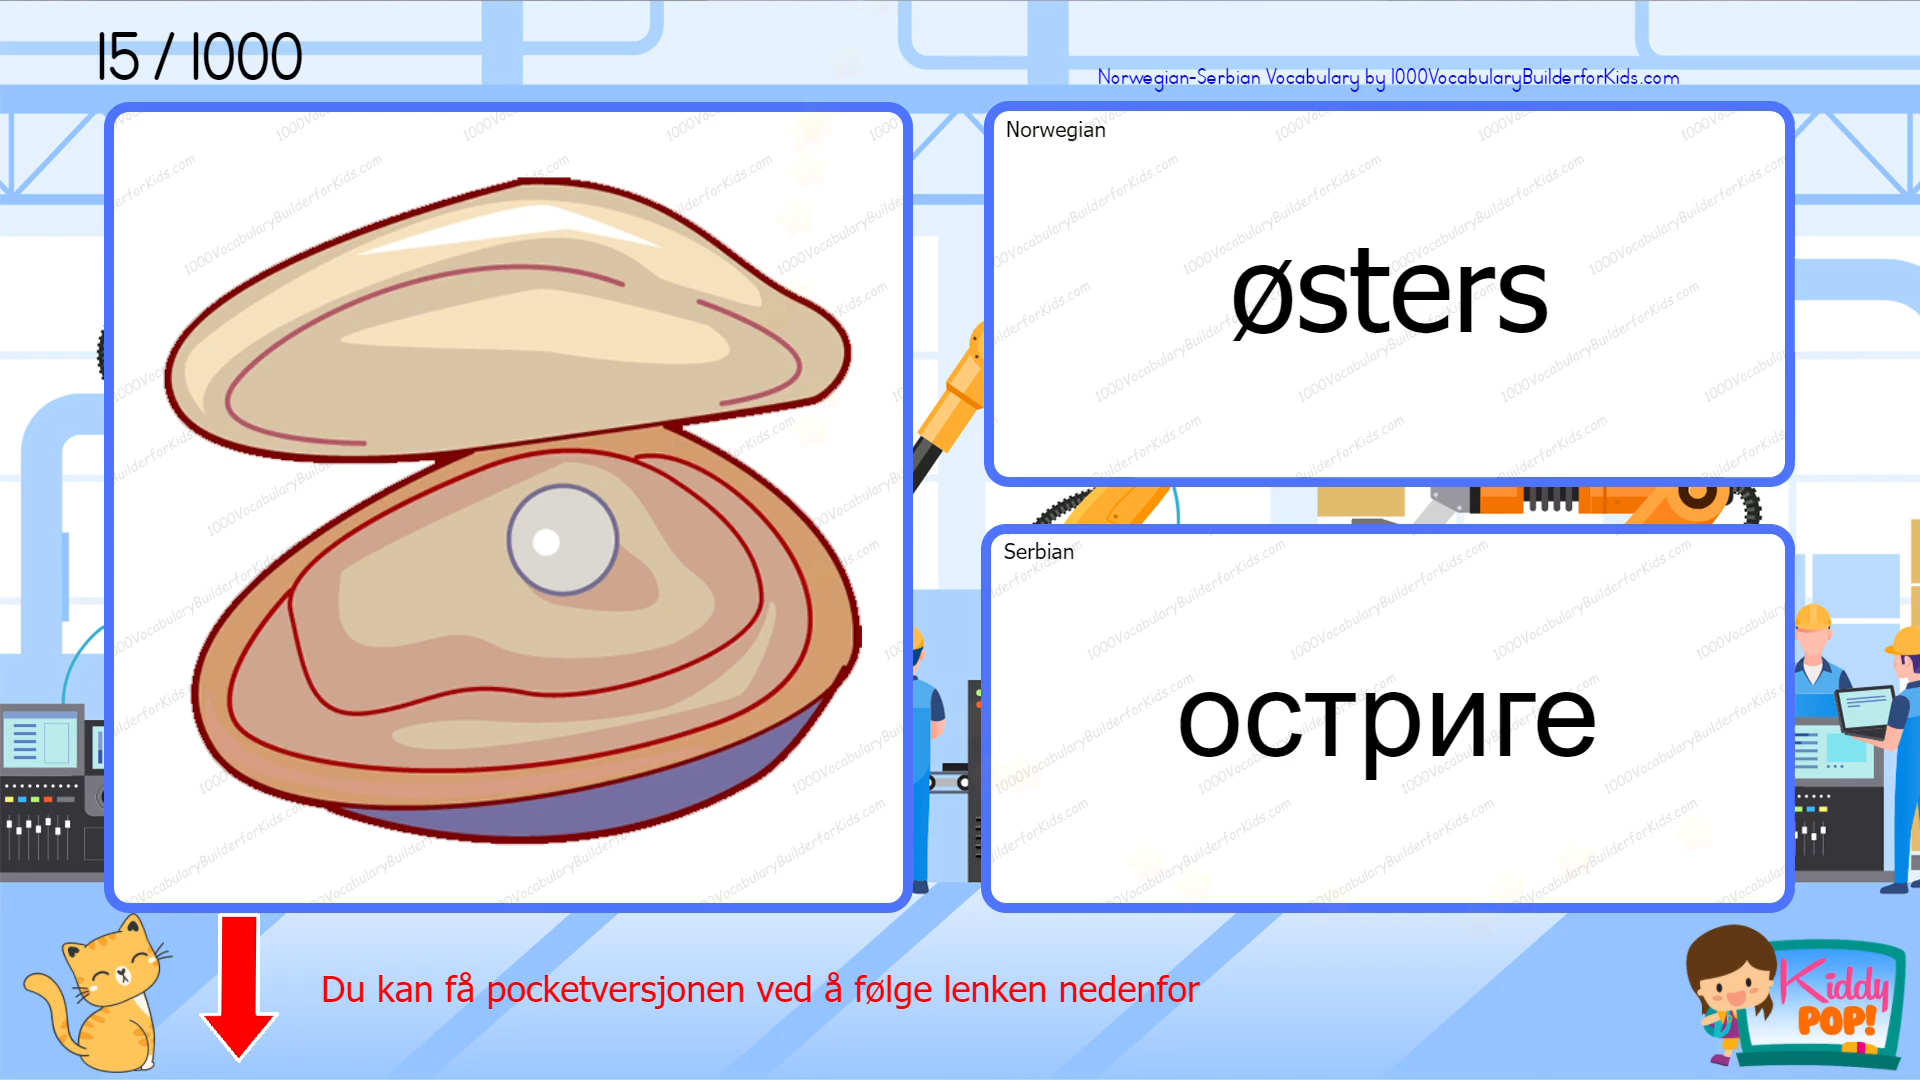 15 / 1000
Norwegian-Serbian Vocabulary by 1000VocabularyBuilderforKids.com
Norwegian
østers
Serbian
остриге
Du kan få pocketversjonen ved å følge lenken nedenfor
Kiddy
POP!